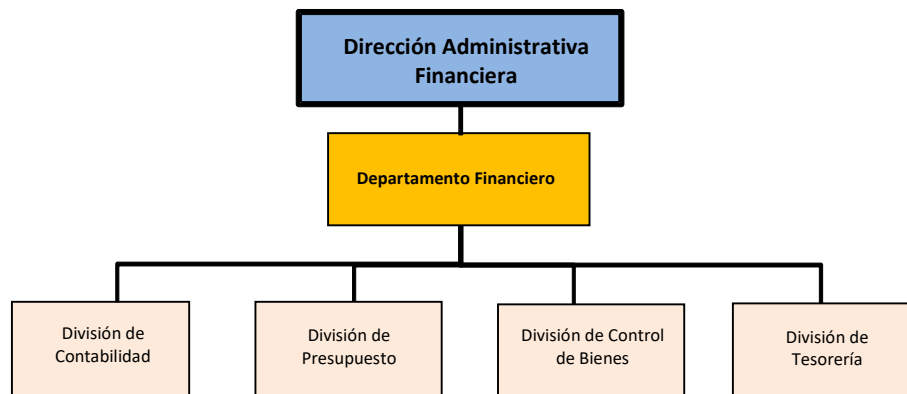 Dirección Administrativa
Financiera
Departamento Financiero
División de
Contabilidad
División de
Presupuesto
División de Control
de Bienes
División de
Tesorería